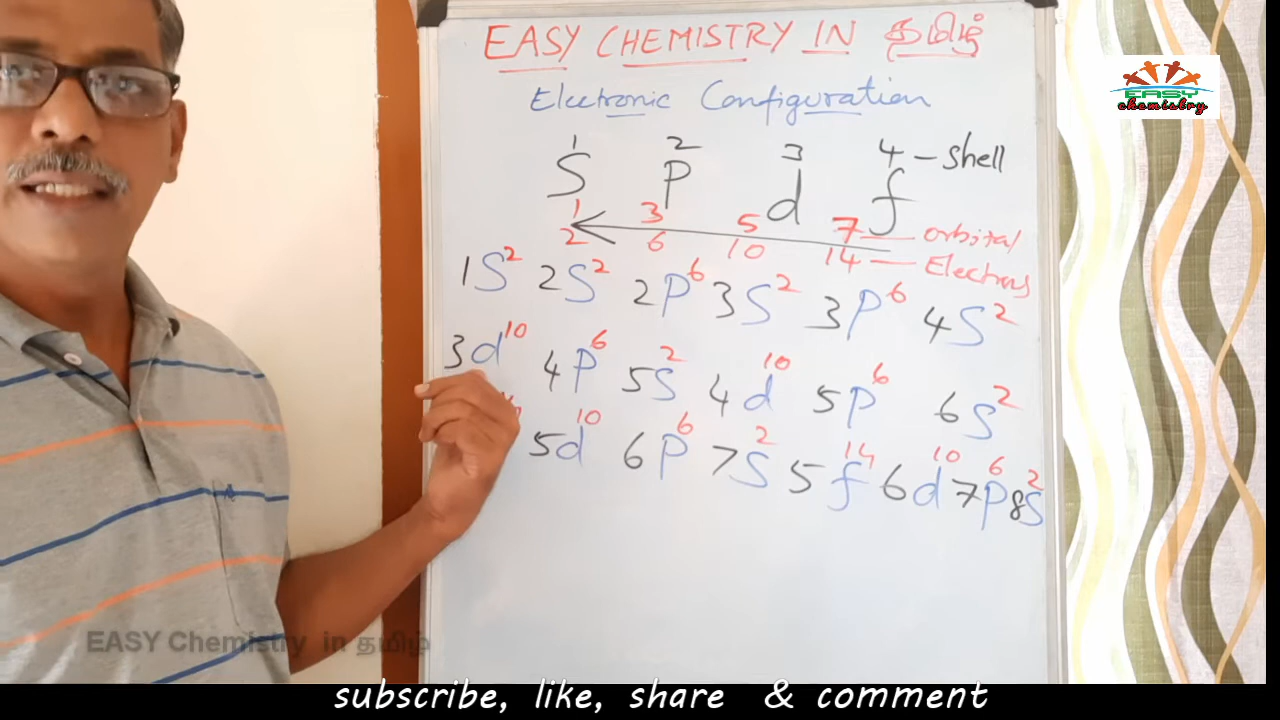 EASY CHEMISTRY IN தமிழ்
EASY
chemistry
Electronic Configuration
1 2 3 4 – Shell
S P d f
1 3 5 7 — orbital
2 6 10 14 — Electrons
1S² 2S² 2P⁶ 3S² 3P⁶ 4S²
3d¹⁰ 4P⁶ 5S² 4d¹⁰ 5P⁶ 6S²
5d¹⁰ 6P⁶ 7S² 5f¹⁴ 6d¹⁰ 7P⁶ 8S²
EASY Chemistry in தமிழ்
subscribe, like, share & comment